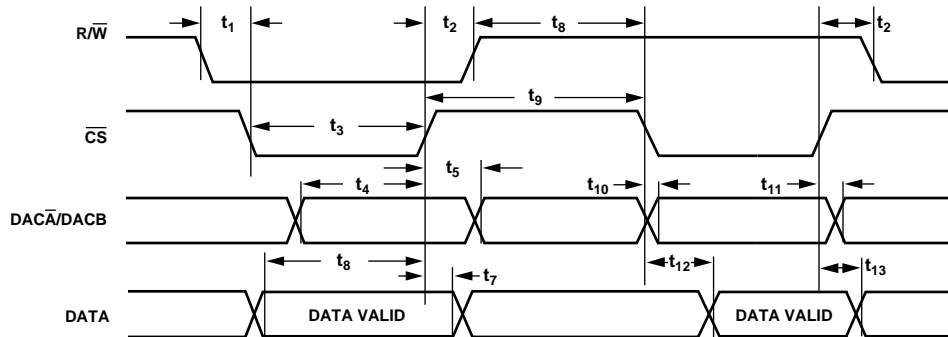 t1 t2 t8 t2
R/W̅
t9
C̅S̅ t3
t5
t4 t10 t11
DACA̅/DACB
t8 t7 t12 t13
DATA DATA VALID DATA VALID